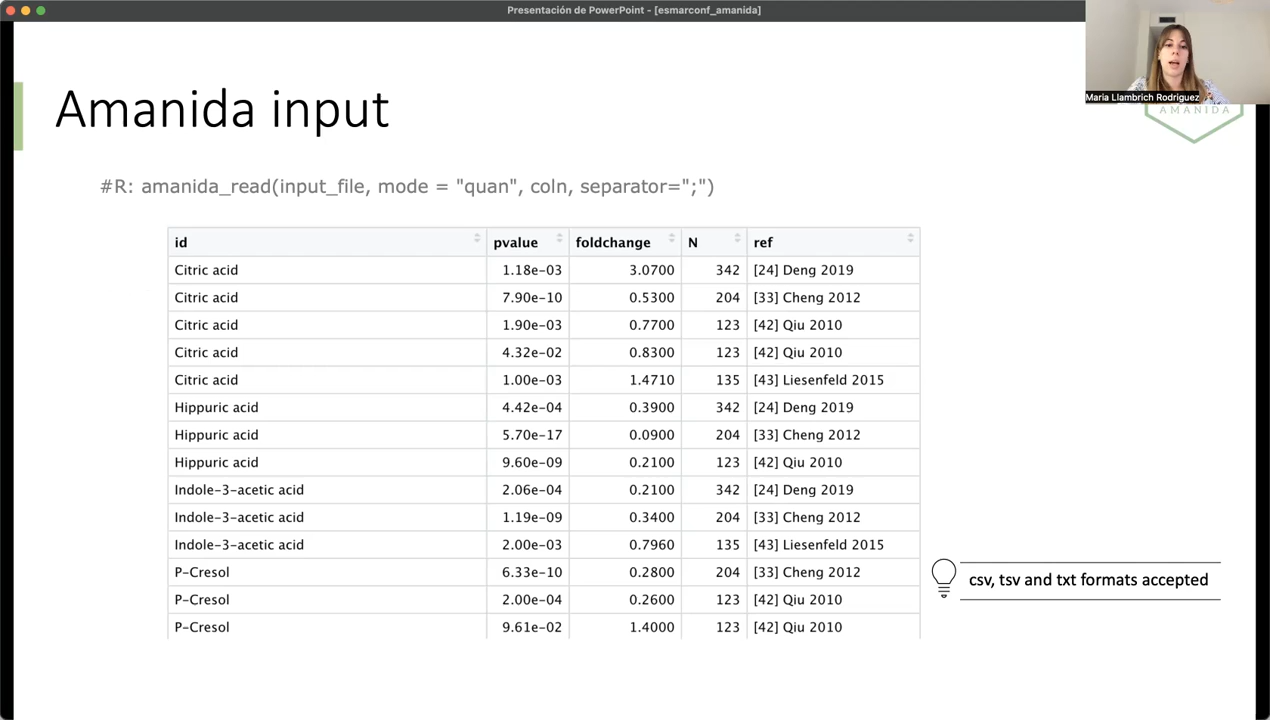 Presentación de PowerPoint - [esmarconf_amanida]
Maria Llambrich Rodriguez
AMANIDA
Amanida input
#R: amanida_read(input_file, mode = "quan", coln, separator=";")
id pvalue foldchange N ref
Citric acid 1.18e-03 3.0700 342 [24] Deng 2019
Citric acid 7.90e-10 0.5300 204 [33] Cheng 2012
Citric acid 1.90e-03 0.7700 123 [42] Qiu 2010
Citric acid 4.32e-02 0.8300 123 [42] Qiu 2010
Citric acid 1.00e-03 1.4710 135 [43] Liesenfeld 2015
Hippuric acid 4.42e-04 0.3900 342 [24] Deng 2019
Hippuric acid 5.70e-17 0.0900 204 [33] Cheng 2012
Hippuric acid 9.60e-09 0.2100 123 [42] Qiu 2010
Indole-3-acetic acid 2.06e-04 0.2100 342 [24] Deng 2019
Indole-3-acetic acid 1.19e-09 0.3400 204 [33] Cheng 2012
Indole-3-acetic acid 2.00e-03 0.7960 135 [43] Liesenfeld 2015
P-Cresol 6.33e-10 0.2800 204 [33] Cheng 2012
P-Cresol 2.00e-04 0.2600 123 [42] Qiu 2010
P-Cresol 9.61e-02 1.4000 123 [42] Qiu 2010
csv, tsv and txt formats accepted